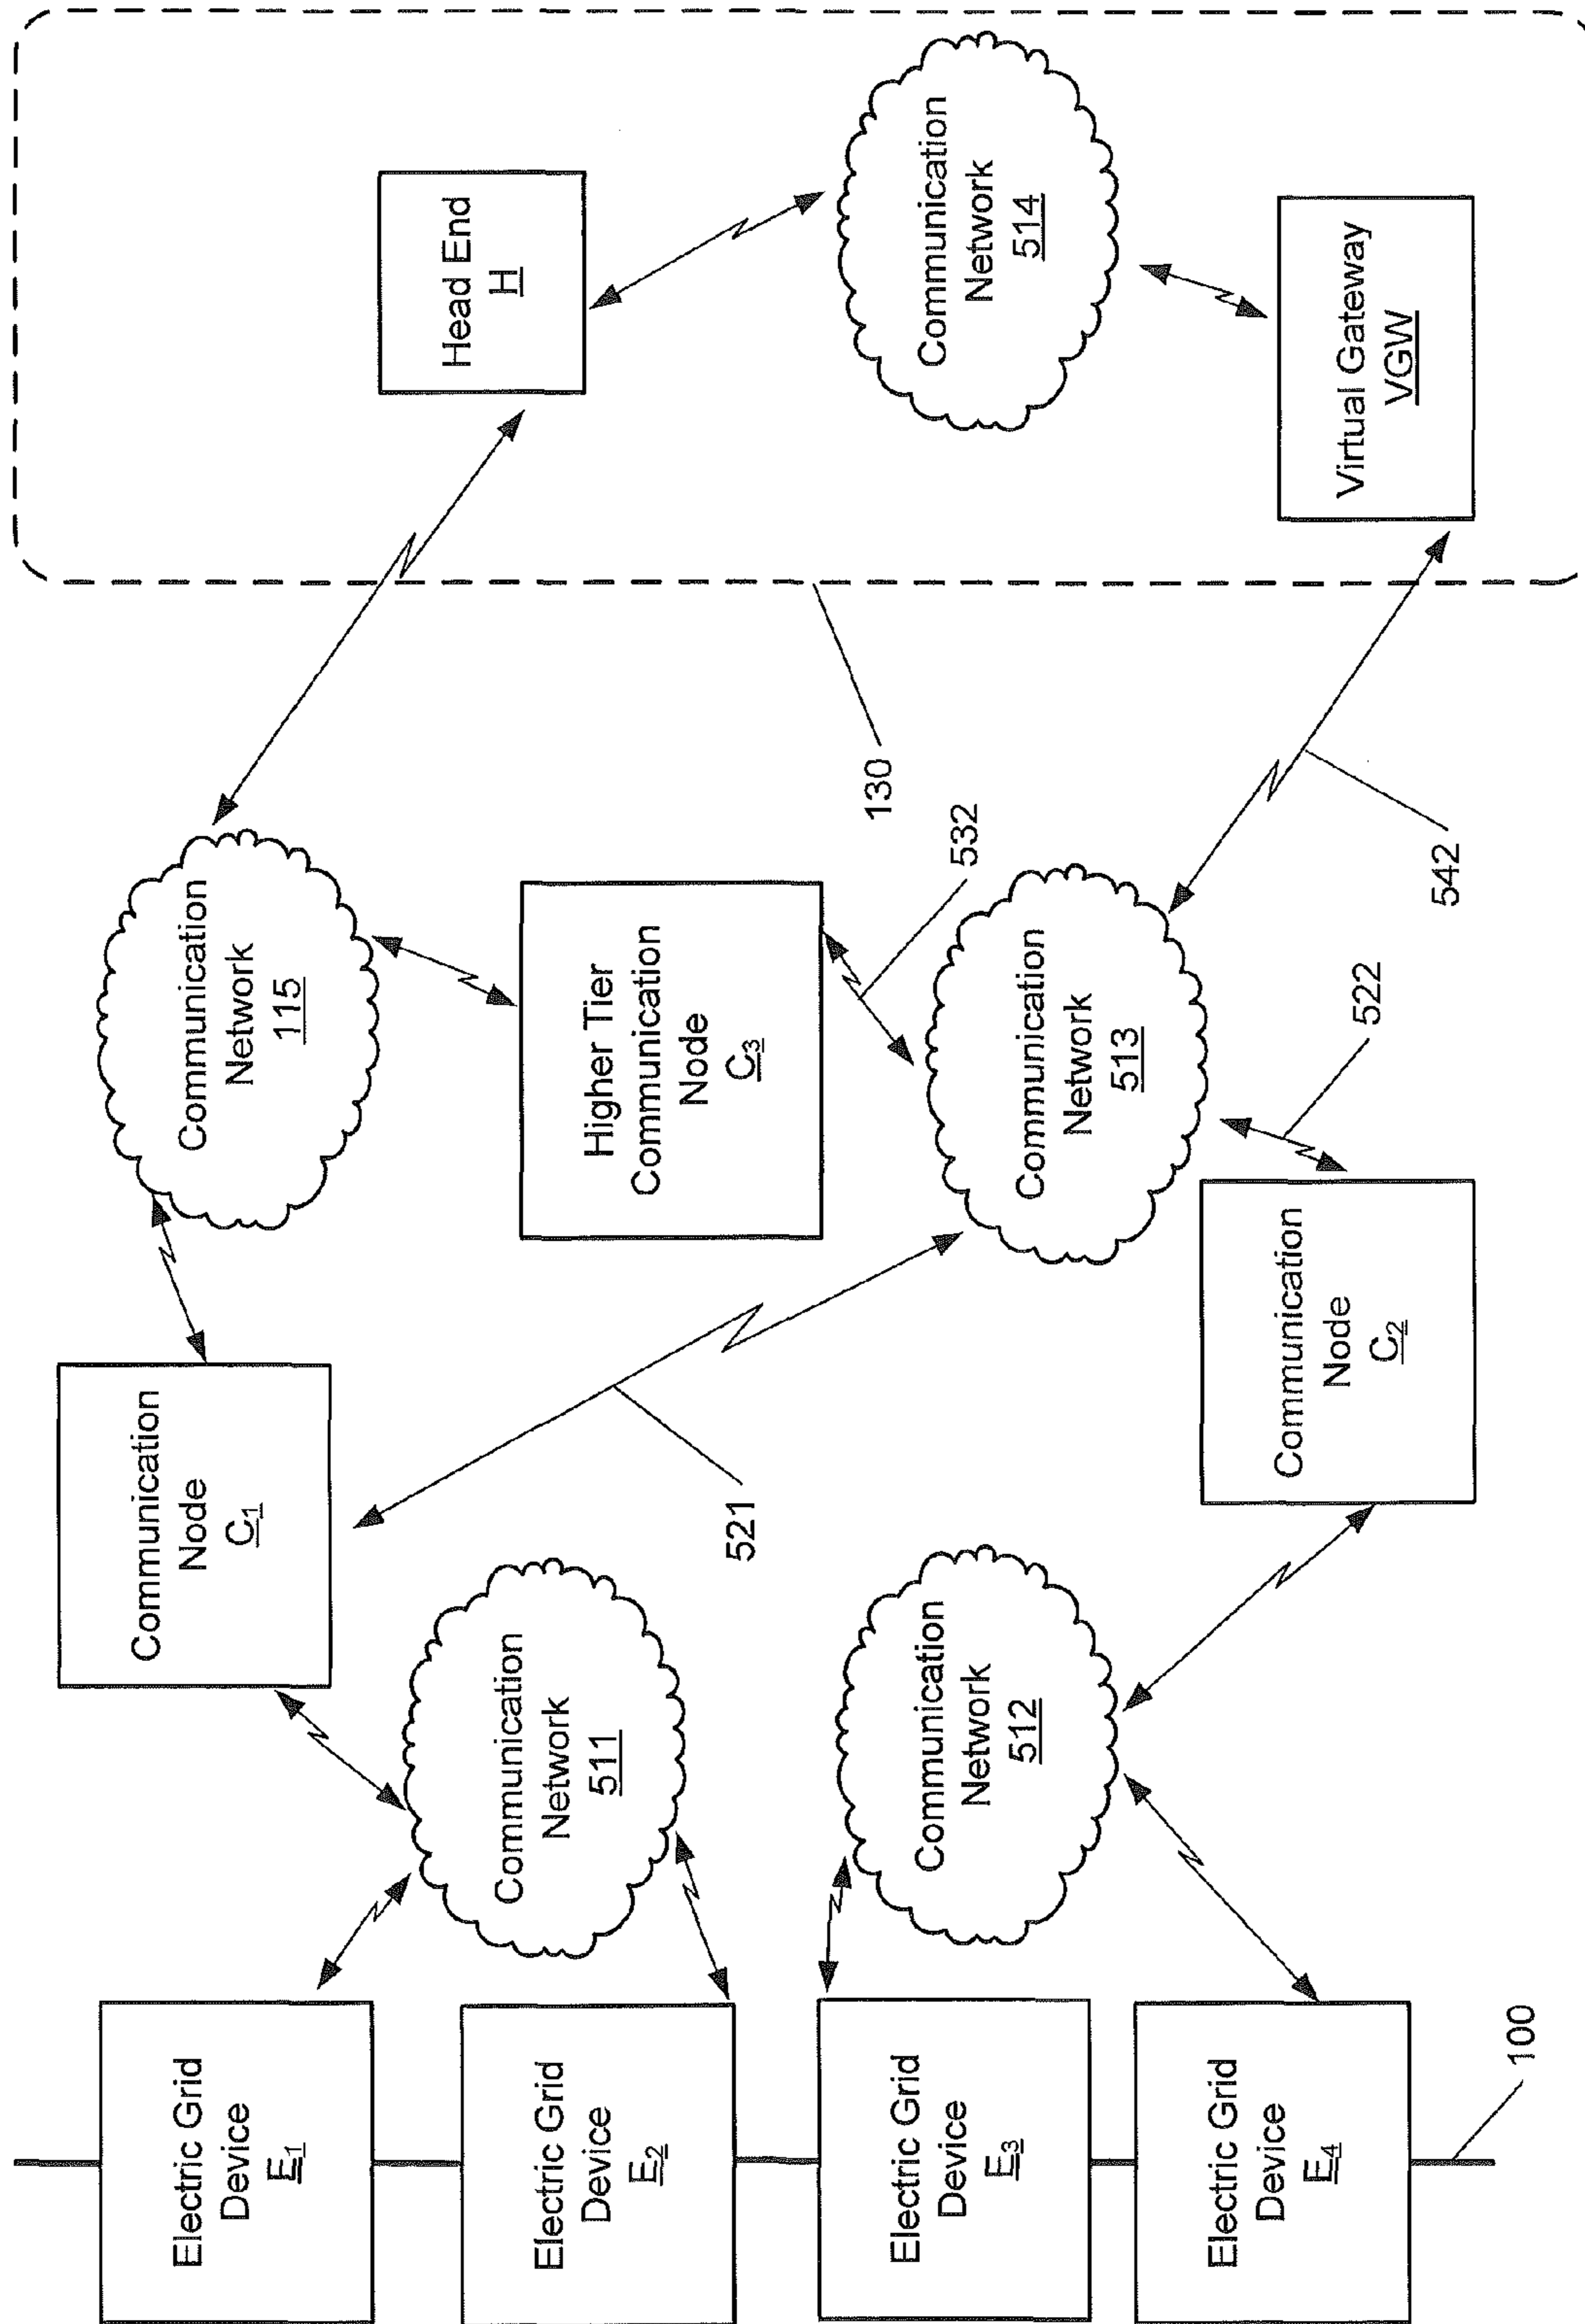 Electric Grid
Device
E1
Electric Grid
Device
E2
Electric Grid
Device
E3
Electric Grid
Device
E4
100
Communication
Network
511
Communication
Network
512
Communication
Node
C1
521
Communication
Node
C2
522
Communication
Network
115
Higher Tier
Communication
Node
C3
532
Communication
Network
513
542
130
Head End
H
Communication
Network
514
Virtual Gateway
VGW